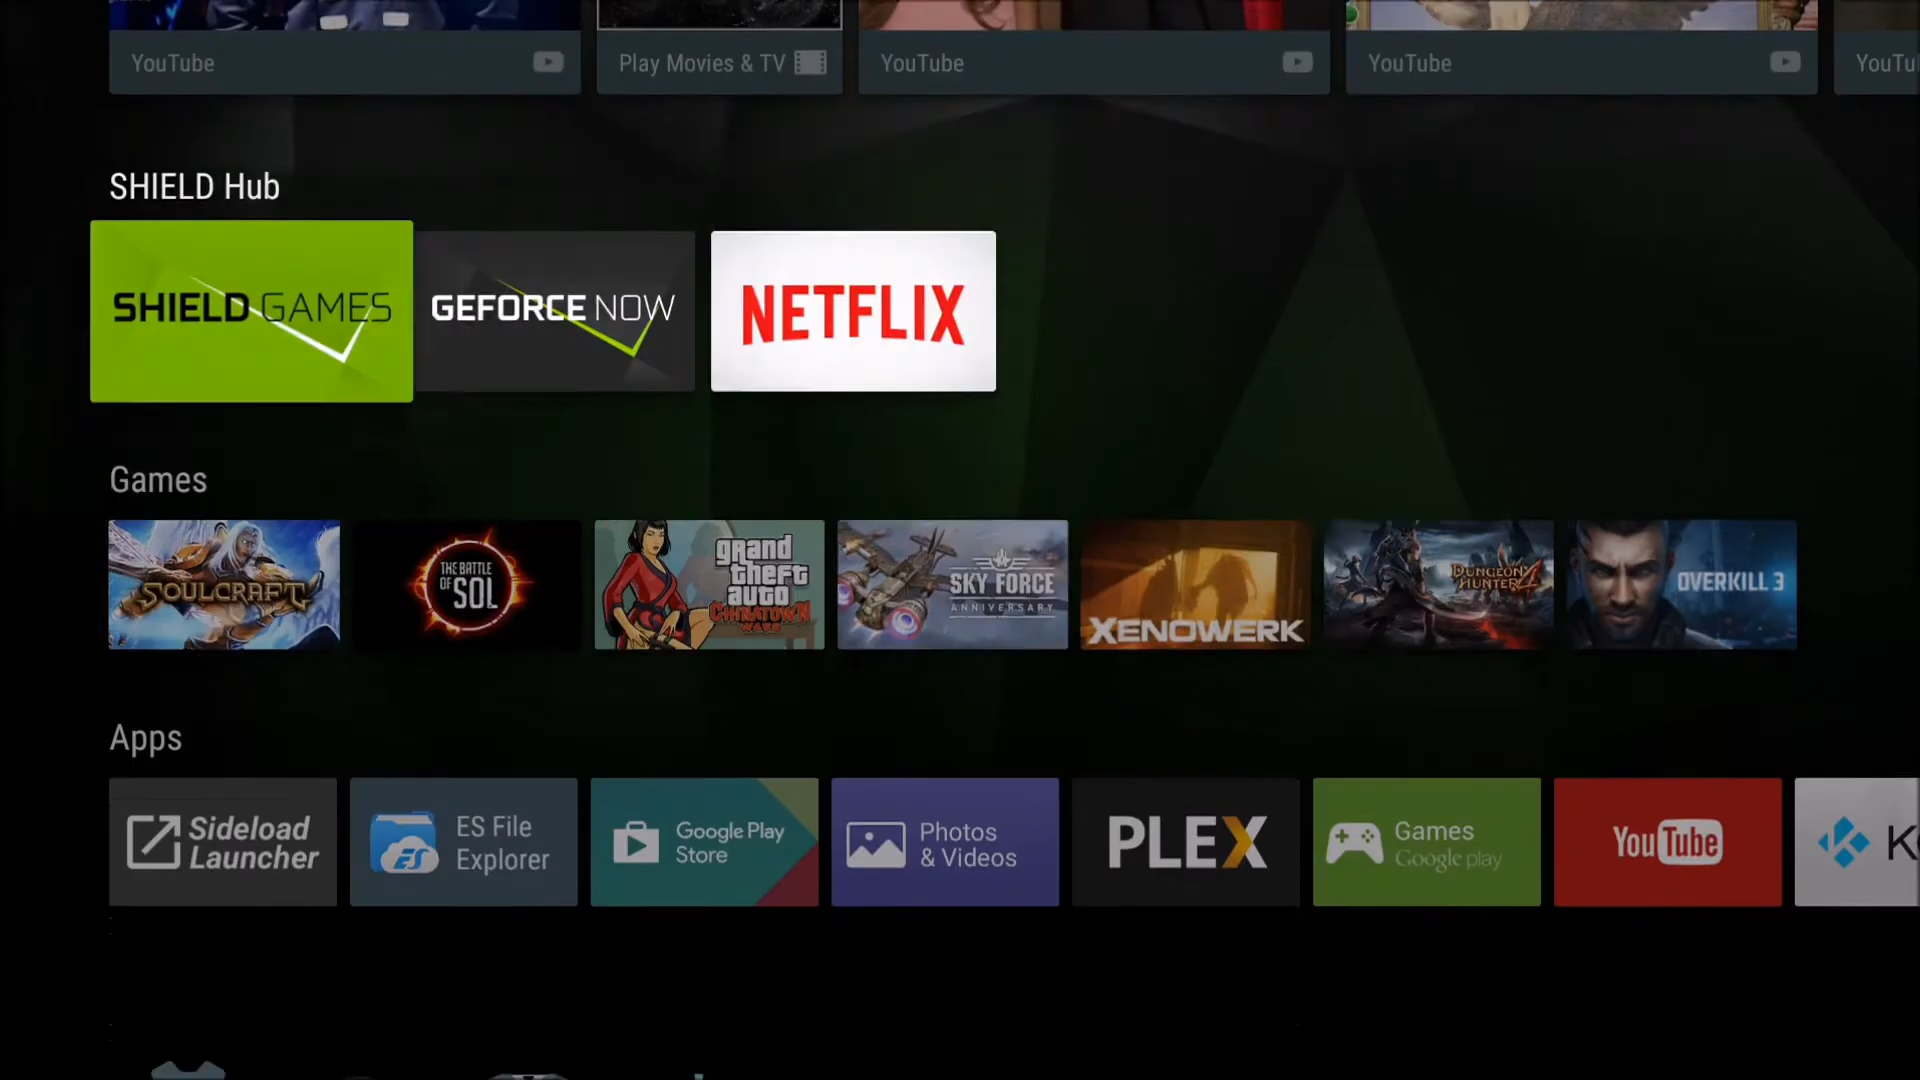 YouTube
Play Movies & TV
YouTube
YouTube
YouTu
SHIELD Hub
SHIELD GAMES
GEFORCE NOW
NETFLIX
Games
SOULCRAFT
THE BATTLE
OF SOL
grand
theft
auto
CHINATOWN
WARS
SKY FORCE
ANNIVERSARY
XENOWERK
DUNGEON
HUNTER 4
OVERKILL 3
Apps
Sideload
Launcher
ES
ES File
Explorer
Google Play
Store
Photos
& Videos
PLEX
Games
Google play
YouTube
K